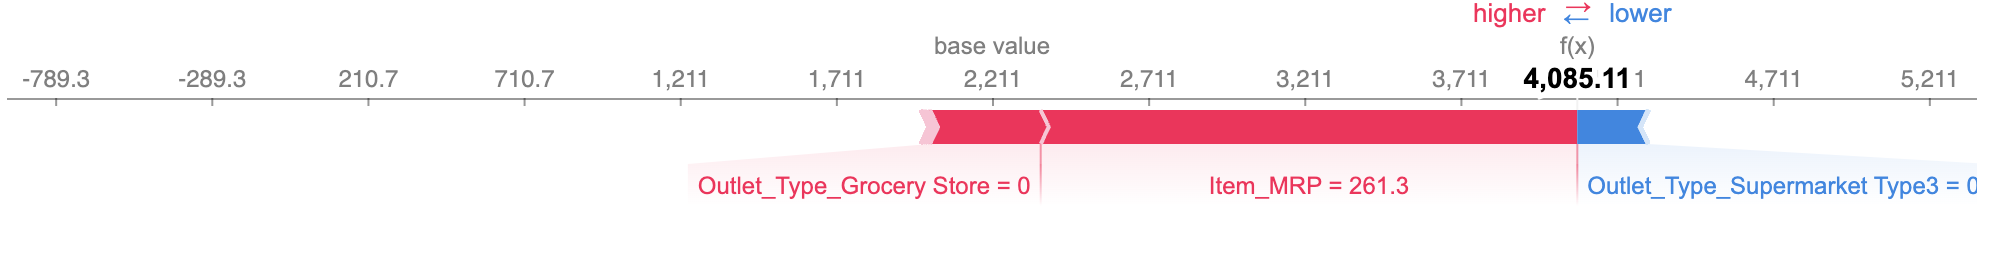 higher ⇄ lower
base value f(x)
-789.3 -289.3 210.7 710.7 1,211 1,711 2,211 2,711 3,211 3,711 4,085.11 1 4,711 5,211
Outlet_Type_Grocery Store = 0 Item_MRP = 261.3 Outlet_Type_Supermarket Type3 = 0